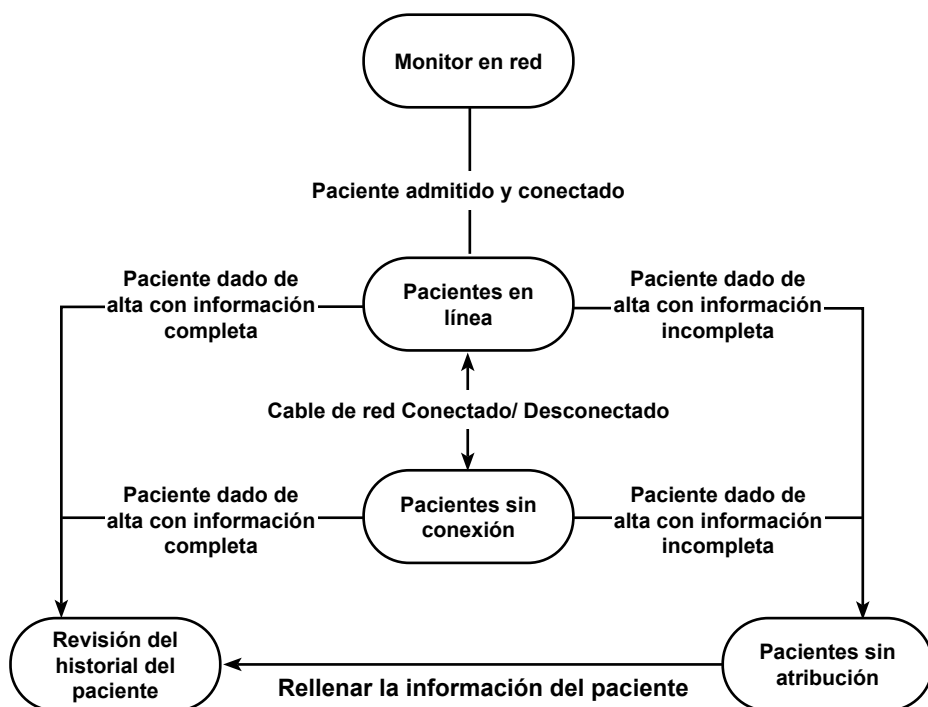 Monitor en red
Paciente admitido y conectado
Paciente dado de
alta con información
completa
Pacientes en
línea
Paciente dado de
alta con información
incompleta
Cable de red Conectado/ Desconectado
Paciente dado de
alta con información
completa
Pacientes sin
conexión
Paciente dado de
alta con información
incompleta
Revisión del
historial del
paciente
Rellenar la información del paciente
Pacientes sin
atribución